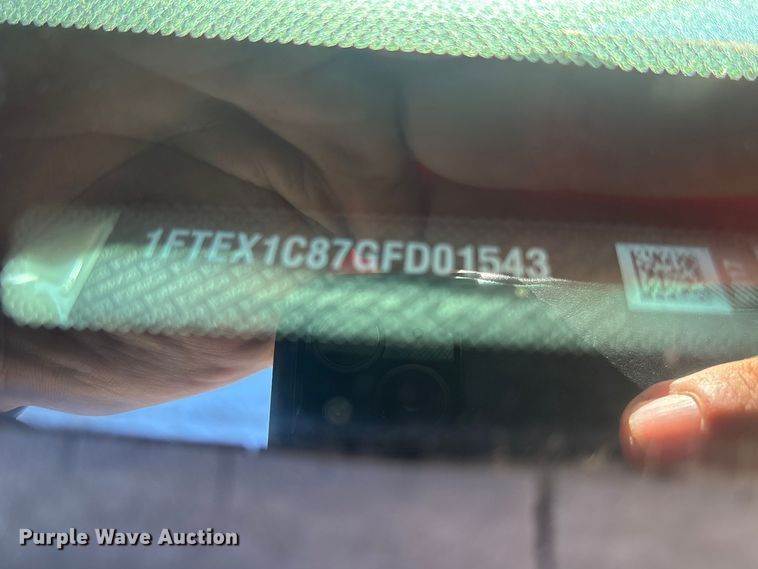 1FTEX1C87GFD01543
Purple Wave Auction